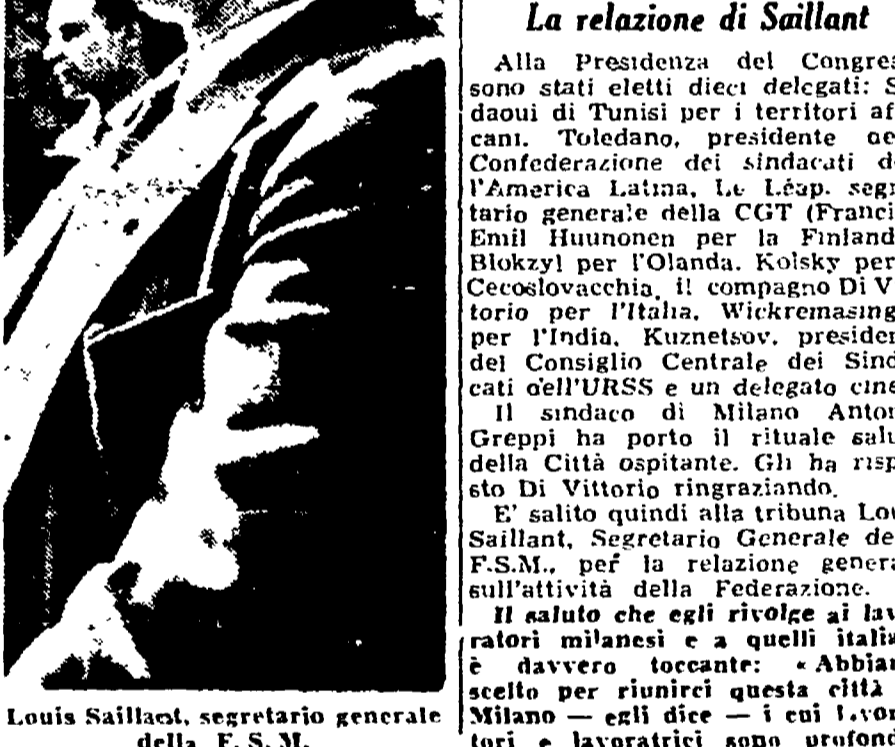 Louis Saillant, segretario generale
della F. S. M.
La relazione di Saillant
Alla Presidenza del Congres
sono stati eletti dieci delegati: S
daoui di Tunisi per i territori af
cani. Toledano, presidente de
Confederazione dei sindacati d
l'America Latina, Le Léap. segr
tario generale della CGT (Franci
Emil Huunonen per la Finland
Blokzyl per l'Olanda. Kolsky per
Cecoslovacchia, il compagno Di V
torio per l'Italia, Wickremasing
per l'India, Kuznetsov, presiden
del Consiglio Centrale dei Sind
cati dell'URSS e un delegato cine
Il sindaco di Milano Anton
Greppi ha porto il rituale salu
della Città ospitante. Gli ha risp
sto Di Vittorio ringraziando.
E' salito quindi alla tribuna Lou
Saillant, Segretario Generale de
F.S.M., per la relazione genera
sull'attività della Federazione.
Il saluto che egli rivolge ai lav
ratori milanesi e a quelli italia
è davvero toccante: « Abbian
scelto per riunirci questa città
Milano — egli dice — i cui lavor
tori e lavoratrici sono profond